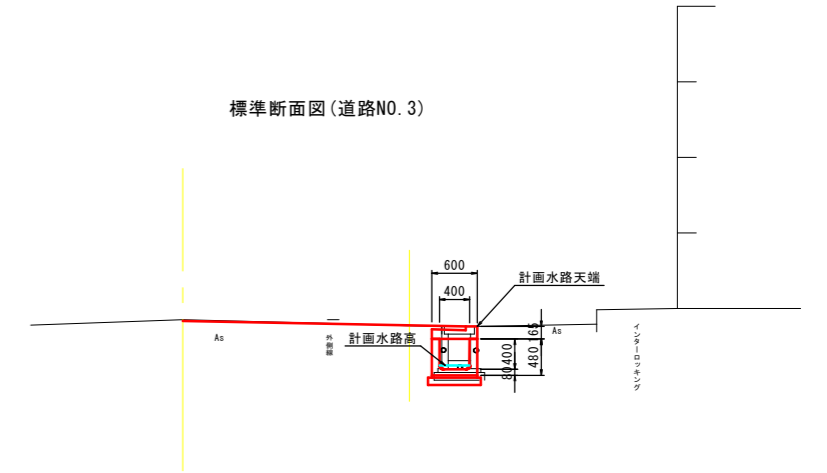 標準断面図(道路NO.3)
600
計画水路天端
400
165
As
外側線
計画水路高
400
480
80
As
インターロッキング